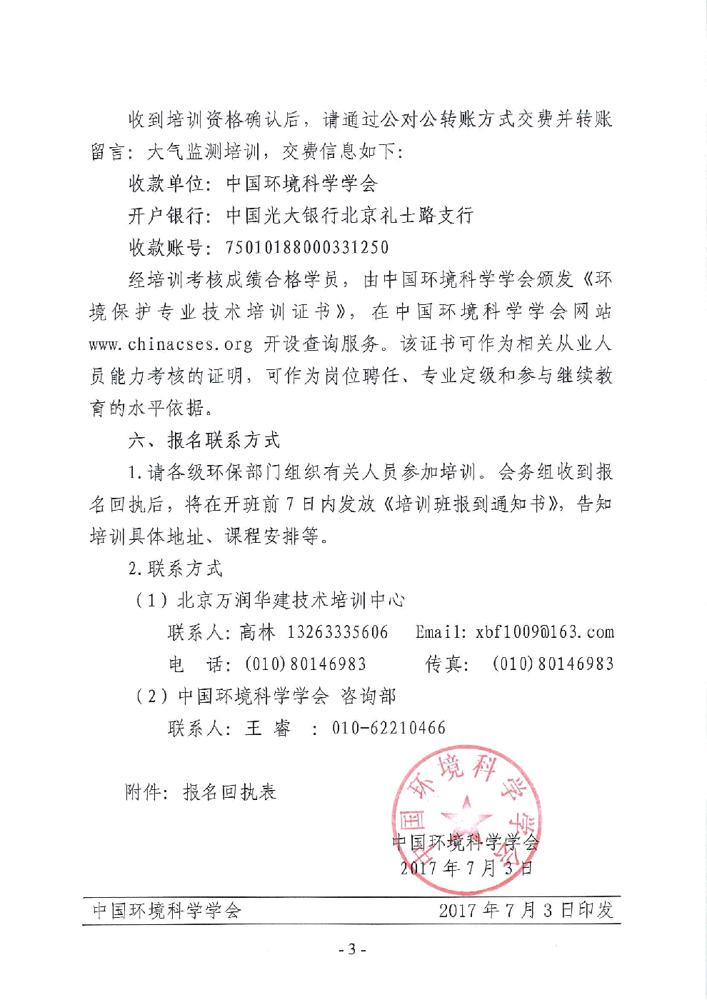 收到培训资格确认后，请通过公对公转账方式交费并转账
留言：大气监测培训，交费信息如下：
收款单位：中国环境科学学会
开户银行：中国光大银行北京礼士路支行
收款账号：75010188000331250
经培训考核成绩合格学员，由中国环境科学学会颁发《环
境保护专业技术培训证书》，在中国环境科学学会网站
www.chinacses.org 开设查询服务。该证书可作为相关从业人
员能力考核的证明，可作为岗位聘任、专业定级和参与继续教
育的水平依据。
六、报名联系方式
1.请各级环保部门组织有关人员参加培训。会务组收到报
名回执后，将在开班前 7 日内发放《培训班报到通知书》，告知
培训具体地址、课程安排等。
2.联系方式
（1）北京万润华建技术培训中心
联系人：高林 13263335606 Email：xbf1009@163.com
电 话：(010)80146983 传真： (010)80146983
（2）中国环境科学学会 咨询部
联系人：王 睿 ：010-62210466
附件：报名回执表
中国环境科学学会
中国环境科学学会
2017 年 7 月 3 日
中国环境科学学会 2017 年 7 月 3 日印发
- 3 -